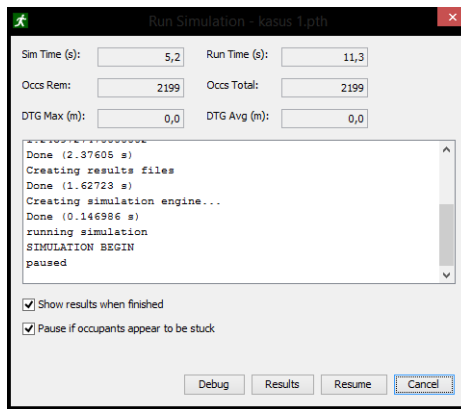 Run Simulation - kasus 1.pth
Sim Time (s): 5,2 Run Time (s): 11,3
Occs Rem: 2199 Occs Total: 2199
DTG Max (m): 0,0 DTG Avg (m): 0,0
Done (2.37605 s)
Creating results files
Done (1.62723 s)
Creating simulation engine...
Done (0.146986 s)
running simulation
SIMULATION BEGIN
paused
Show results when finished
Pause if occupants appear to be stuck
Debug Results Resume Cancel